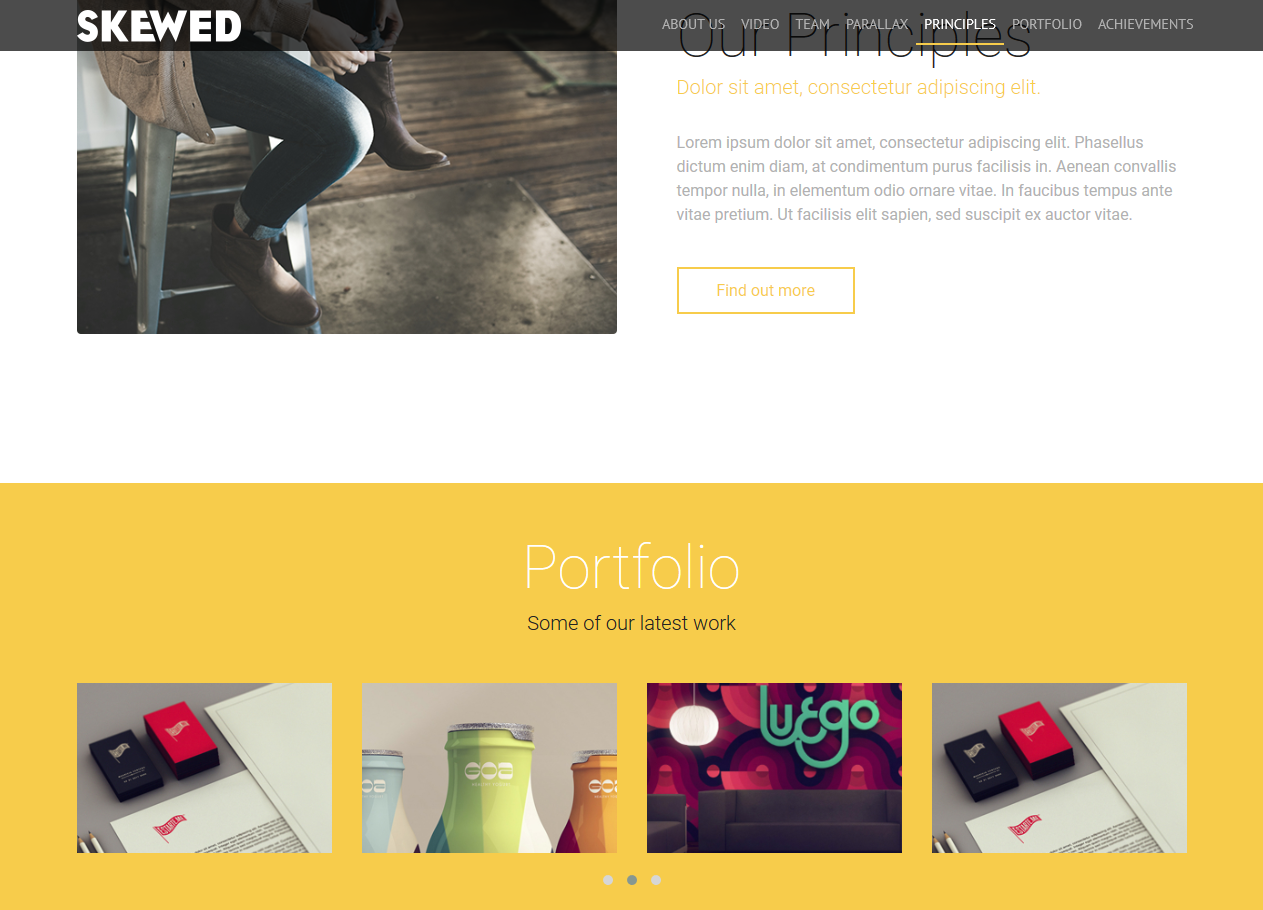 SKEWED
ABOUT US VIDEO TEAM PARALLAX PRINCIPLES PORTFOLIO ACHIEVEMENTS
Our Principles
Dolor sit amet, consectetur adipiscing elit.
Lorem ipsum dolor sit amet, consectetur adipiscing elit. Phasellus
dictum enim diam, at condimentum purus facilisis in. Aenean convallis
tempor nulla, in elementum odio ornare vitae. In faucibus tempus ante
vitae pretium. Ut facilisis elit sapien, sed suscipit ex auctor vitae.
Find out more
Portfolio
Some of our latest work
COA
luego